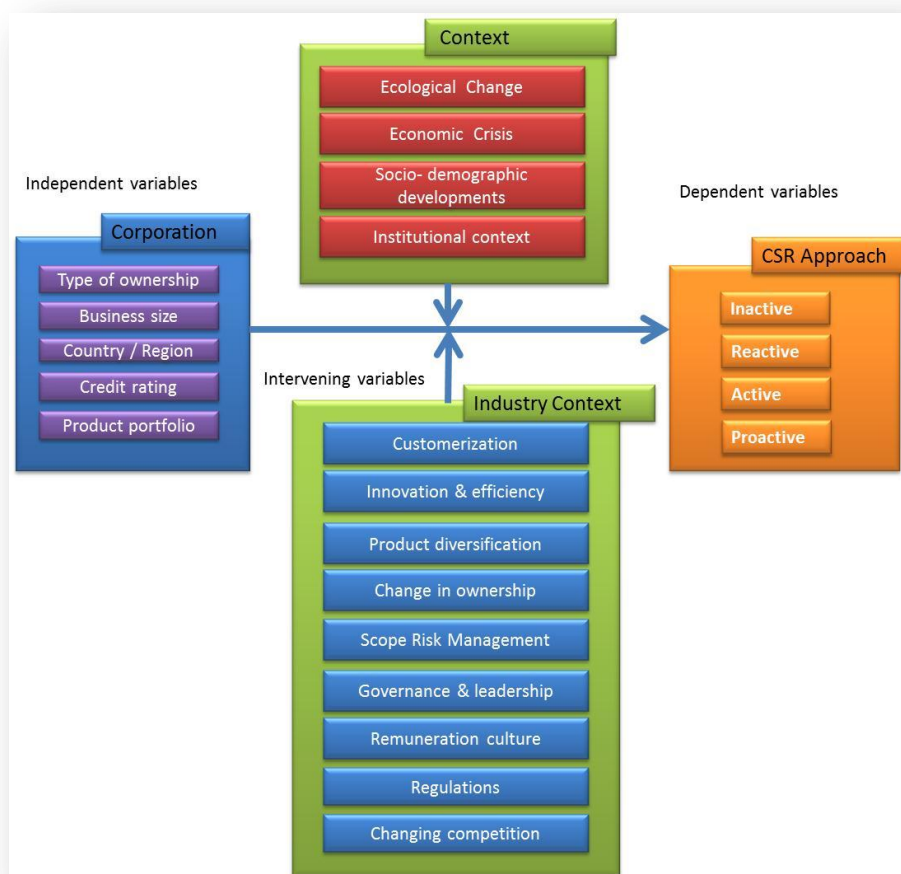 Context
Ecological Change
Economic Crisis
Socio- demographic
developments
Institutional context
Independent variables
Corporation
Type of ownership
Business size
Country / Region
Credit rating
Product portfolio
Dependent variables
CSR Approach
Inactive
Reactive
Active
Proactive
Intervening variables
Industry Context
Customerization
Innovation & efficiency
Product diversification
Change in ownership
Scope Risk Management
Governance & leadership
Remuneration culture
Regulations
Changing competition